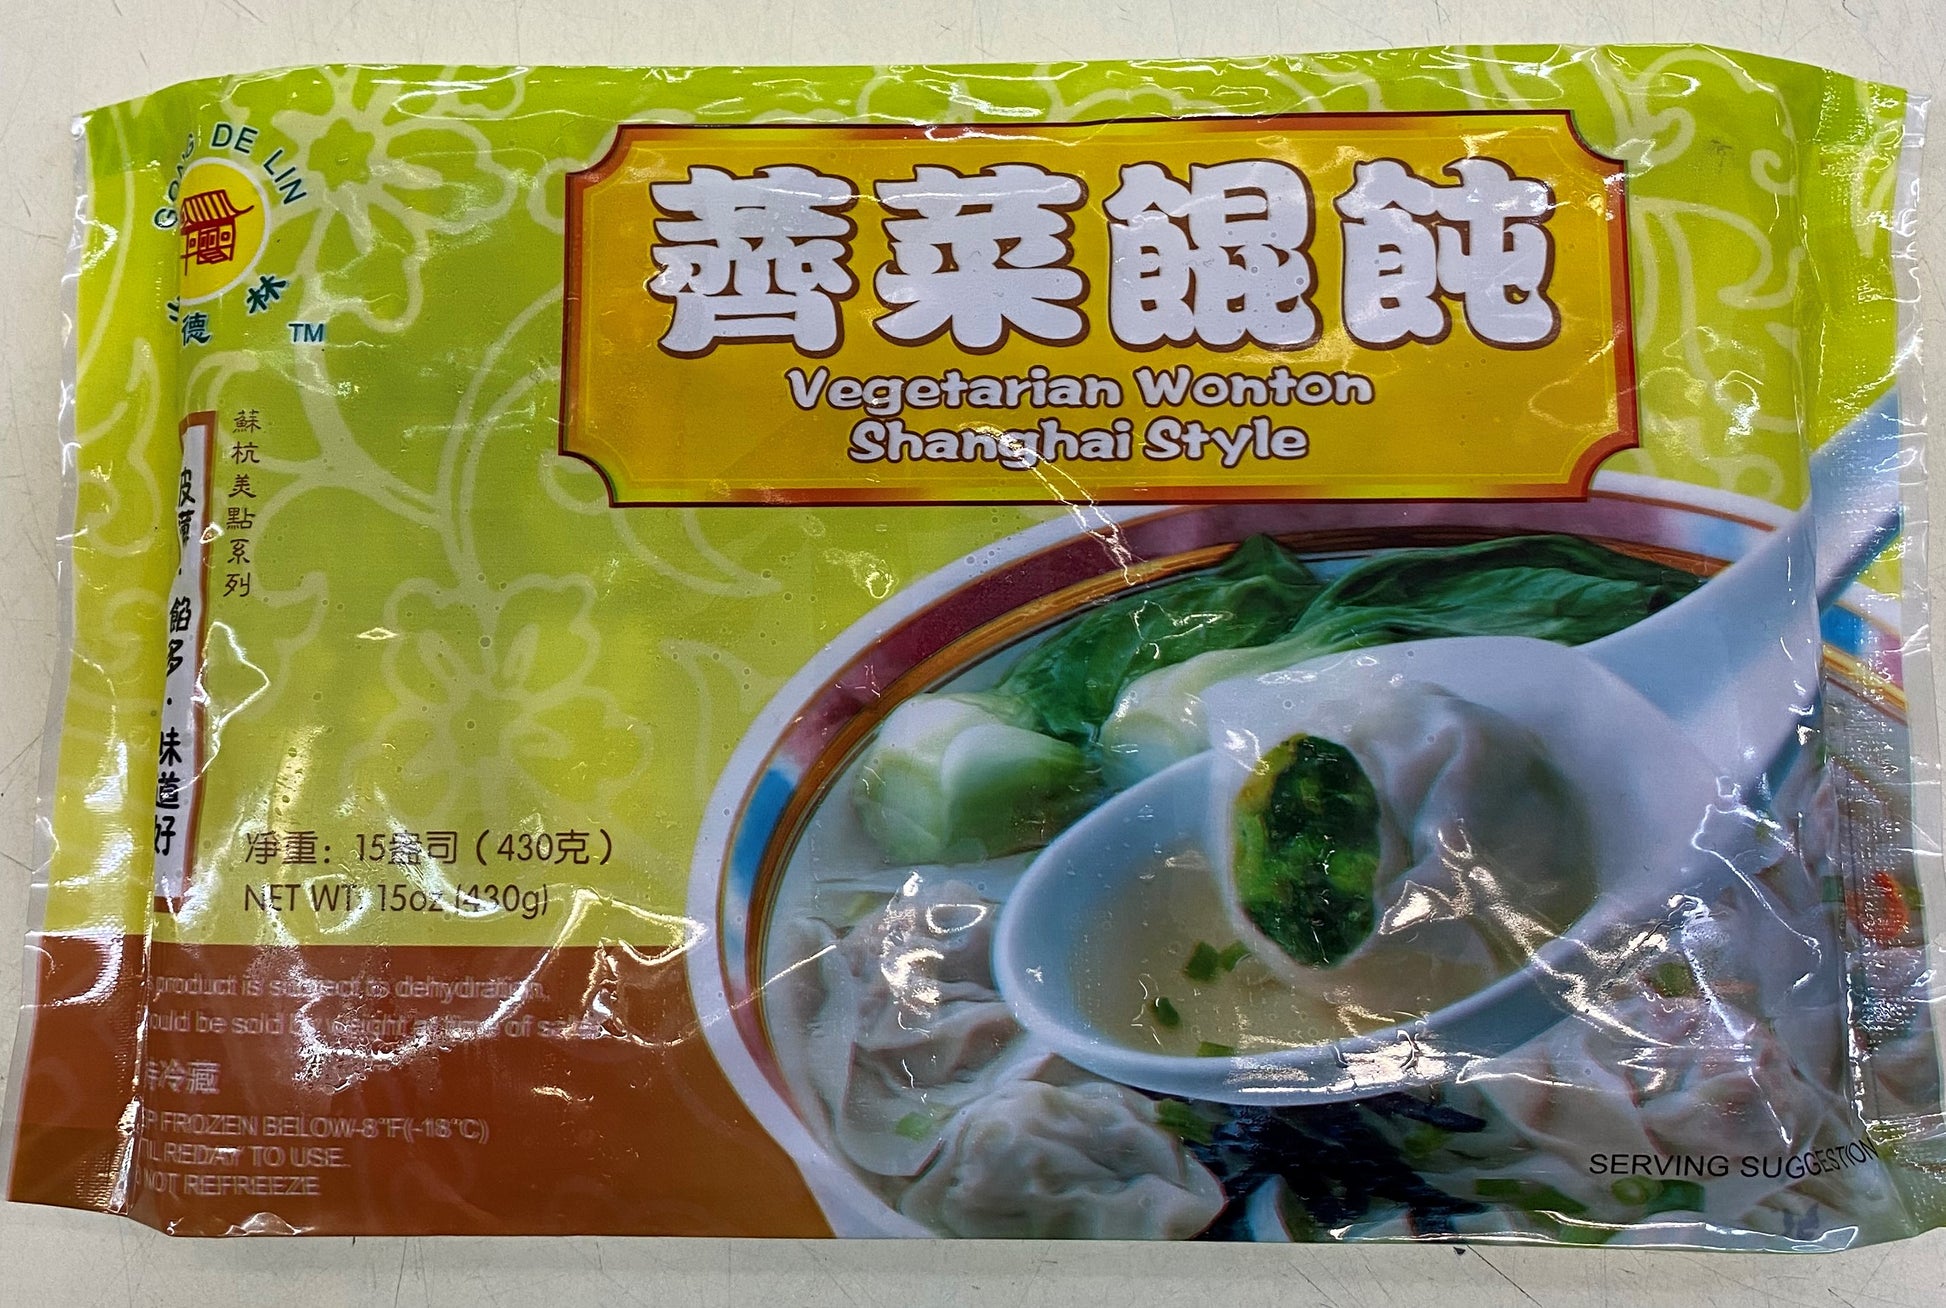 GONG DE LIN
德 林
TM
薺菜餛飩
Vegetarian Wonton
Shanghai Style
蘇杭美點系列
餡多·味道好
净重：15盎司（430克）
NET WT: 15oz (430g)
product is subject to dehydration,
ould be sold by weight at time of sale
冷藏
P FROZEN BELOW-8°F(-18°C)
IL REDAY TO USE.
NOT REFREEZE
SERVING SUGGESTION